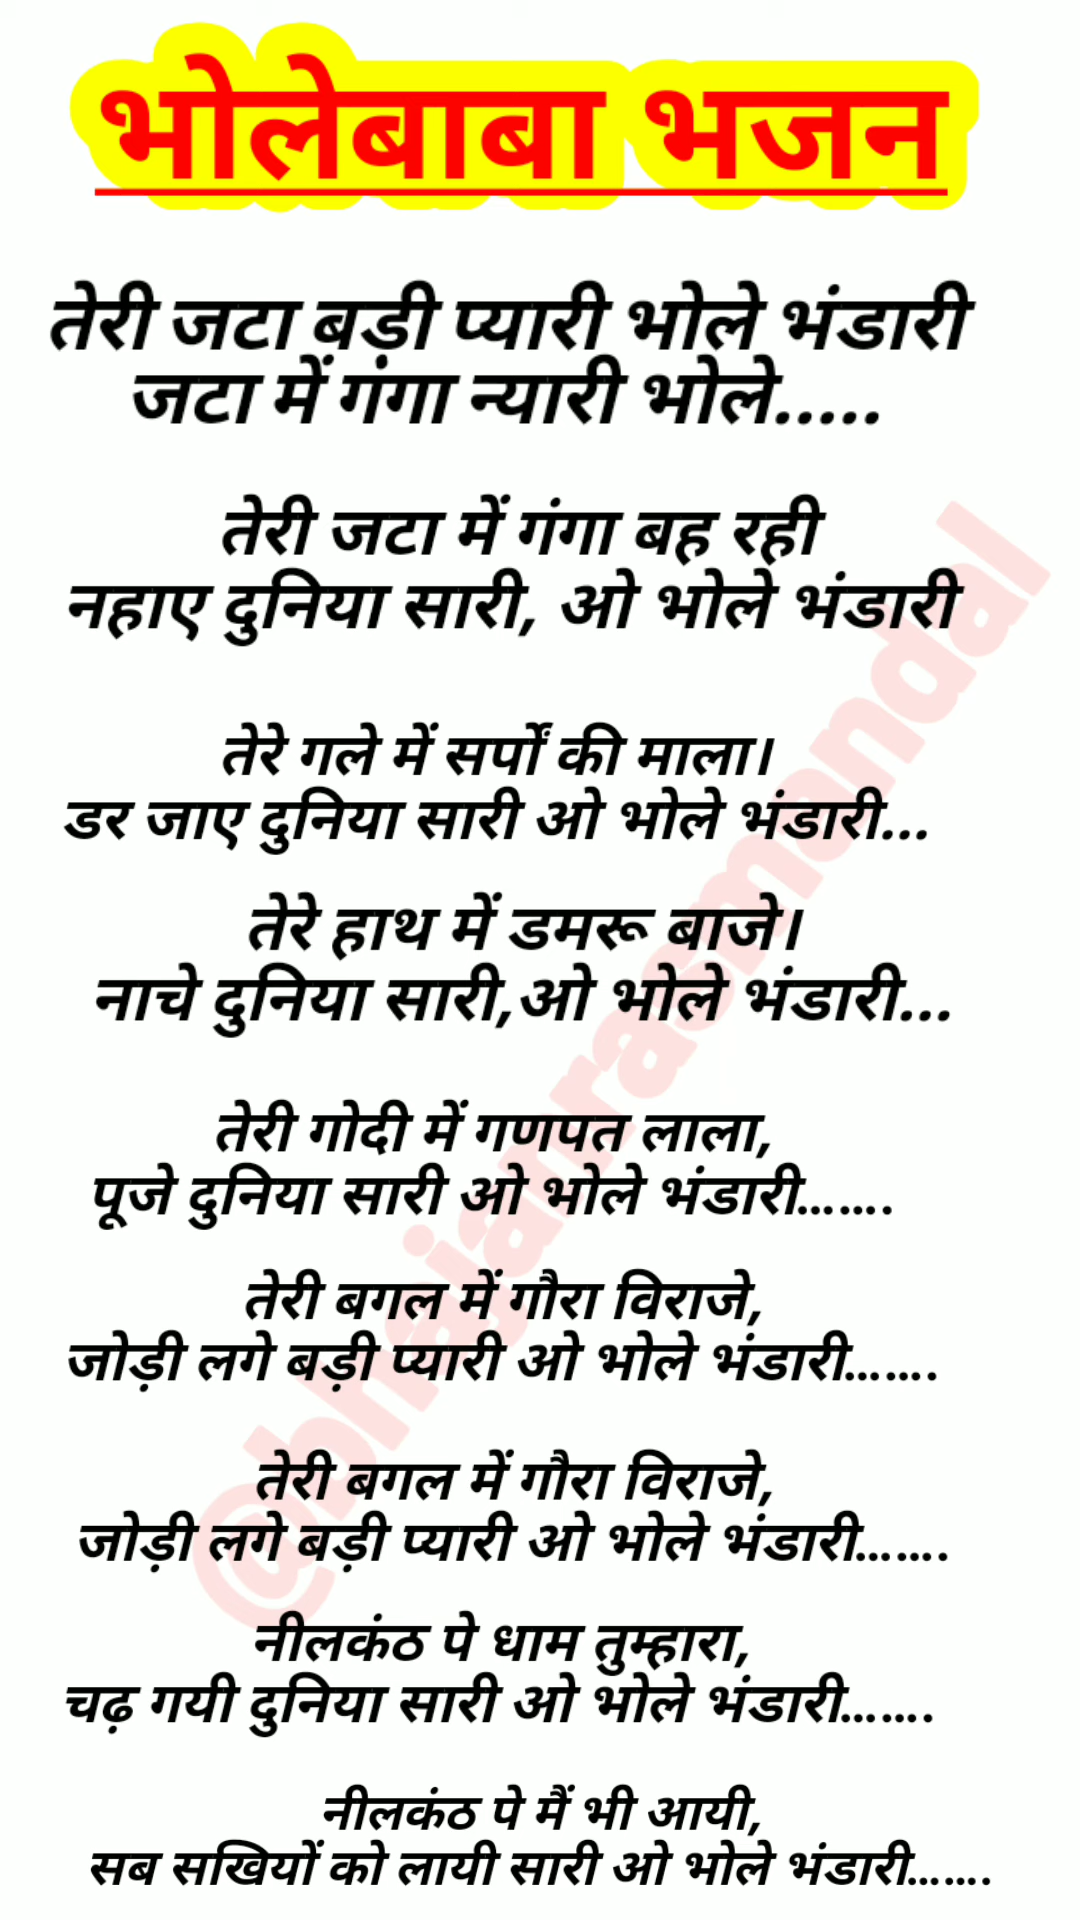 भोलेबाबा भजन
तेरी जटा बड़ी प्यारी भोले भंडारी
जटा में गंगा न्यारी भोले.....
तेरी जटा में गंगा बह रही
नहाए दुनिया सारी, ओ भोले भंडारी
तेरे गले में सर्पों की माला।
डर जाए दुनिया सारी ओ भोले भंडारी...
तेरे हाथ में डमरू बाजे।
नाचे दुनिया सारी,ओ भोले भंडारी...
तेरी गोदी में गणपत लाला,
पूजे दुनिया सारी ओ भोले भंडारी…….
तेरी बगल में गौरा विराजे,
जोड़ी लगे बड़ी प्यारी ओ भोले भंडारी…….
तेरी बगल में गौरा विराजे,
जोड़ी लगे बड़ी प्यारी ओ भोले भंडारी…….
नीलकंठ पे धाम तुम्हारा,
चढ़ गयी दुनिया सारी ओ भोले भंडारी…….
नीलकंठ पे मैं भी आयी,
सब सखियों को लायी सारी ओ भोले भंडारी…….
@bhajanrasmandal